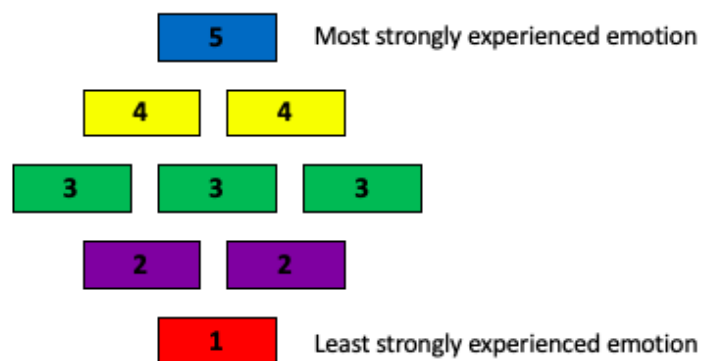 5 Most strongly experienced emotion
4 4
3 3 3
2 2
1 Least strongly experienced emotion